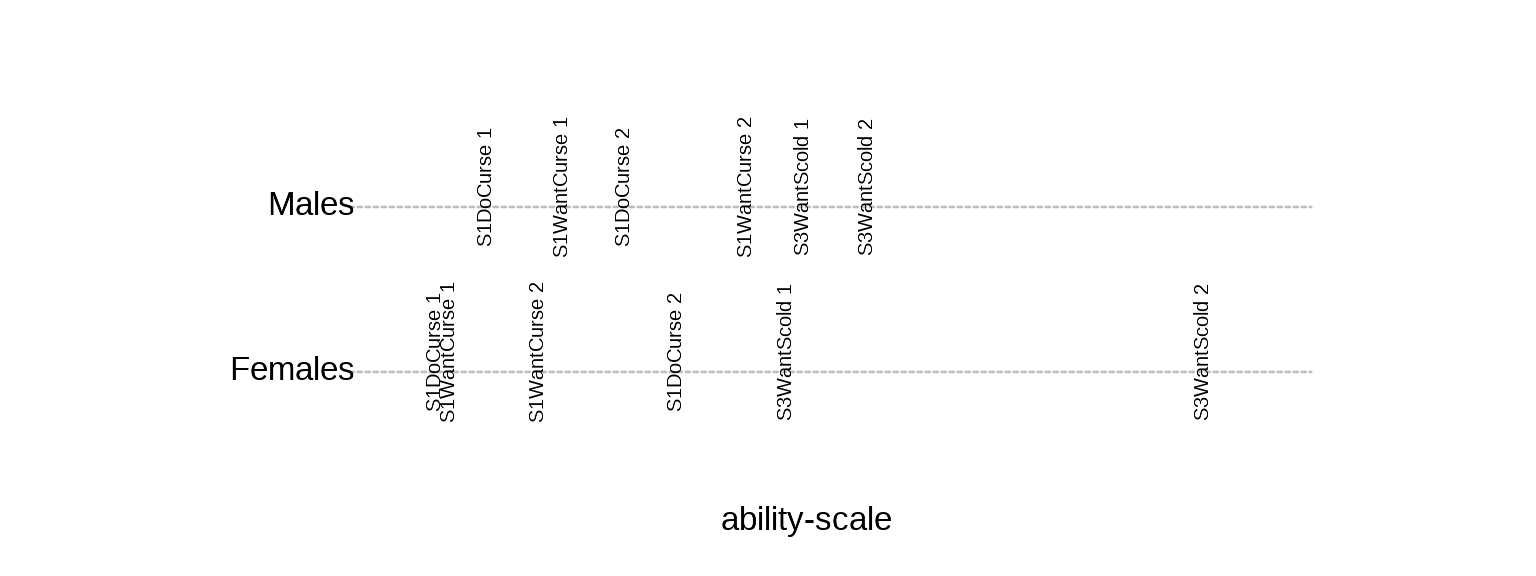 Males
S1DoCurse 1
S1WantCurse 1
S1DoCurse 2
S1WantCurse 2
S3WantScold 1
S3WantScold 2
Females
S1DoCurse 1
S1WantCurse 1
S1WantCurse 2
S1DoCurse 2
S3WantScold 1
S3WantScold 2
ability-scale